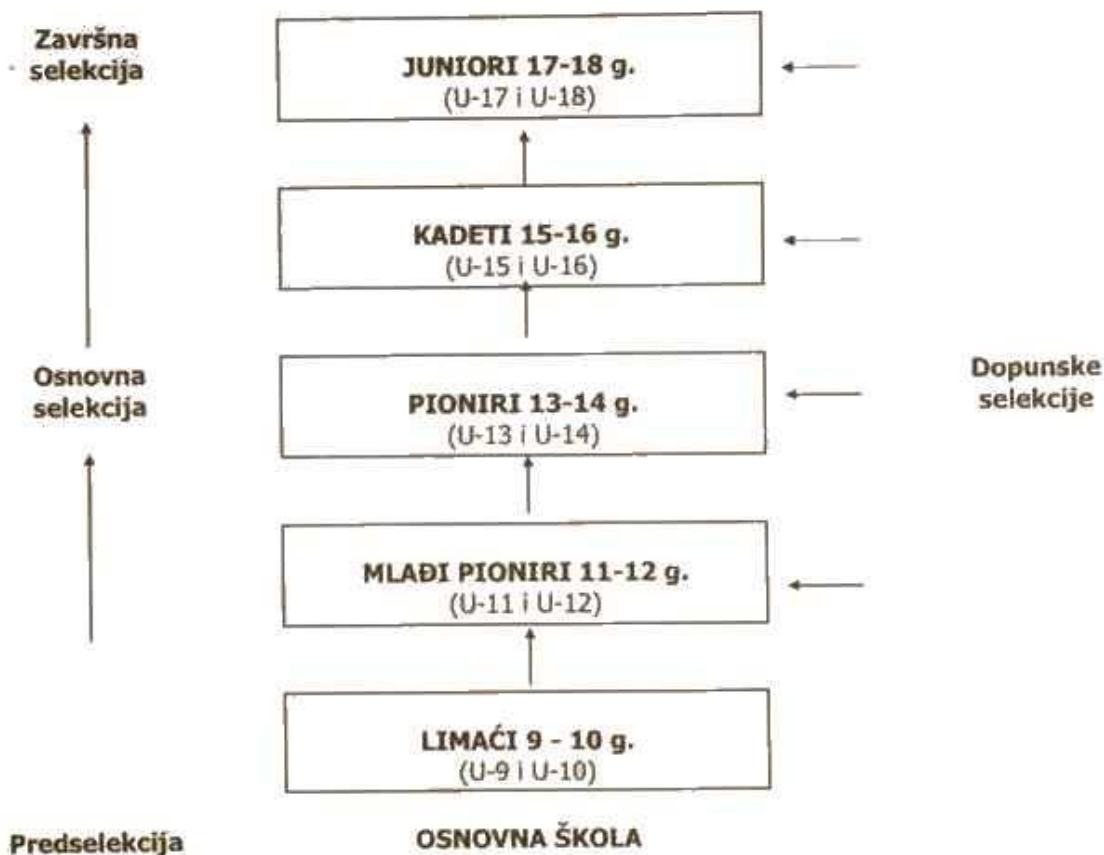 Završna
selekcija
JUNIORI 17-18 g.
(U-17 i U-18)
KADETI 15-16 g.
(U-15 i U-16)
Osnovna
selekcija
PIONIRI 13-14 g.
(U-13 i U-14)
Dopunske
selekcije
MLAĐI PIONIRI 11-12 g.
(U-11 i U-12)
LIMAĆI 9 - 10 g.
(U-9 i U-10)
Predselekcija
OSNOVNA ŠKOLA